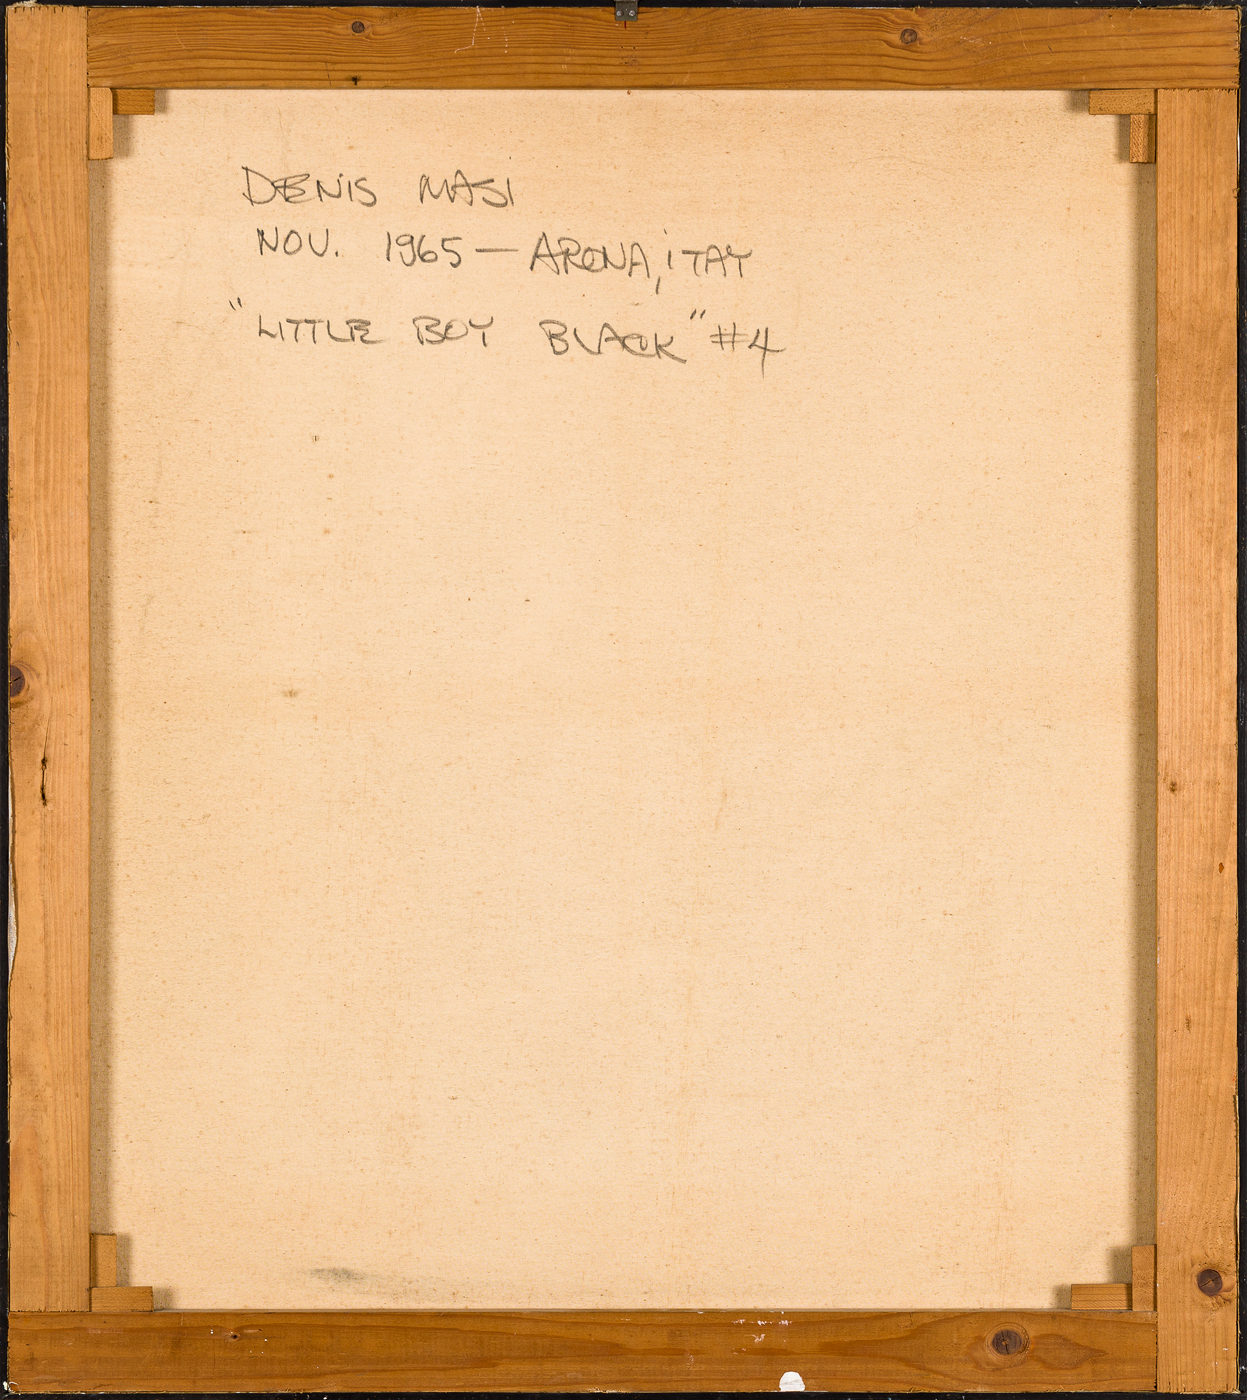 DENIS MASI
NOV. 1965 — ARONA, iTAY
"LITTLE BOY BLACK" #4